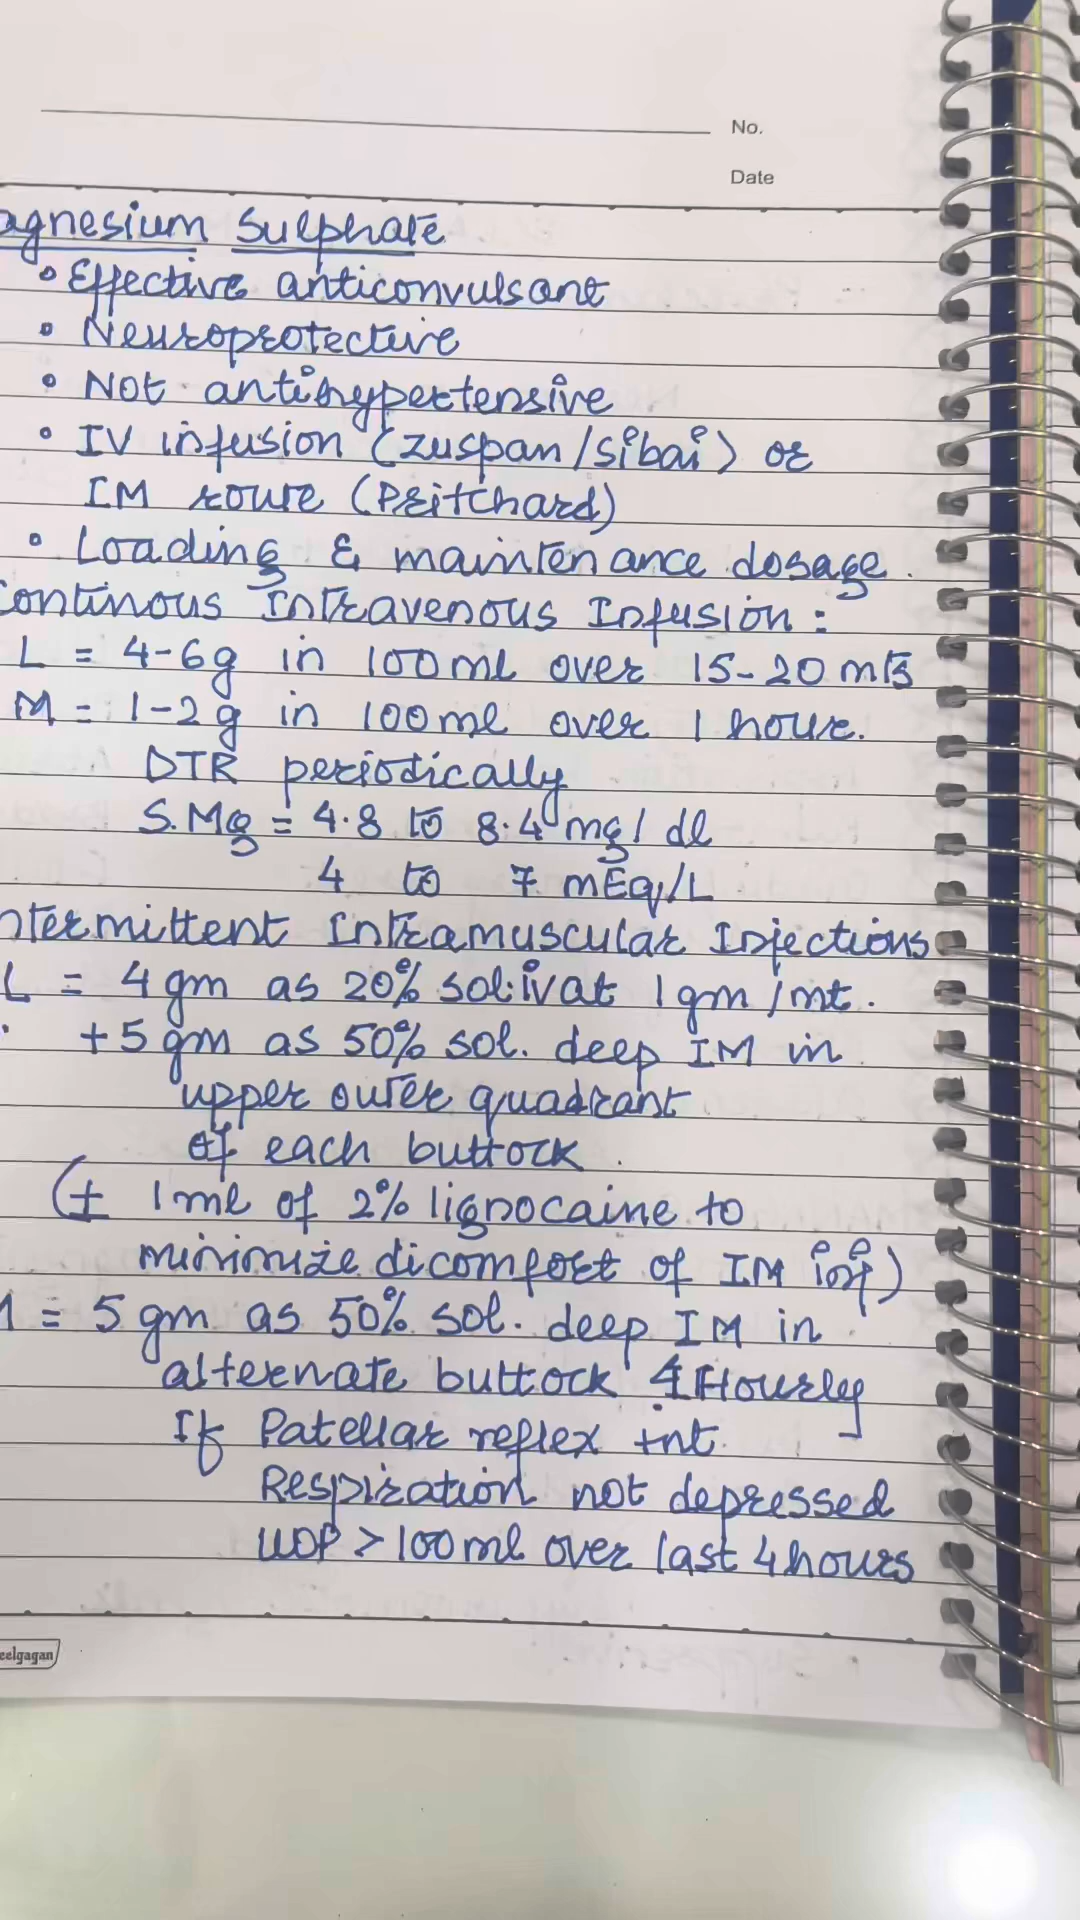 No.
Date
agnesium Sulphate
• Effective anticonvulsant
• Neuroprotective
• Not antihypertensive
• IV infusion (Zuspan/Sibai) or
IM route (Pritchard)
• Loading & maintenance dosage.
Continous Intravenous Infusion:
L = 4-6g in 100ml over 15-20 mts
M = 1-2g in 100ml over 1 hour.
DTR periodically
S.Mg = 4.8 to 8.4 mg/dl
4 to 7 mEq/L
ntermittent Intramuscular Injections
L = 4gm as 20% sol.iv at 1gm/mt.
+5gm as 50% sol. deep IM in
upper outer quadrant
of each buttock.
(± 1ml of 2% lignocaine to
minimize dicomfort of IM inj)
M = 5gm as 50% sol. deep IM in
alternate buttock 4 Hourly
If Patellar reflex +nt
Respiration not depressed
UOP > 100ml over last 4 hours
eelgagan